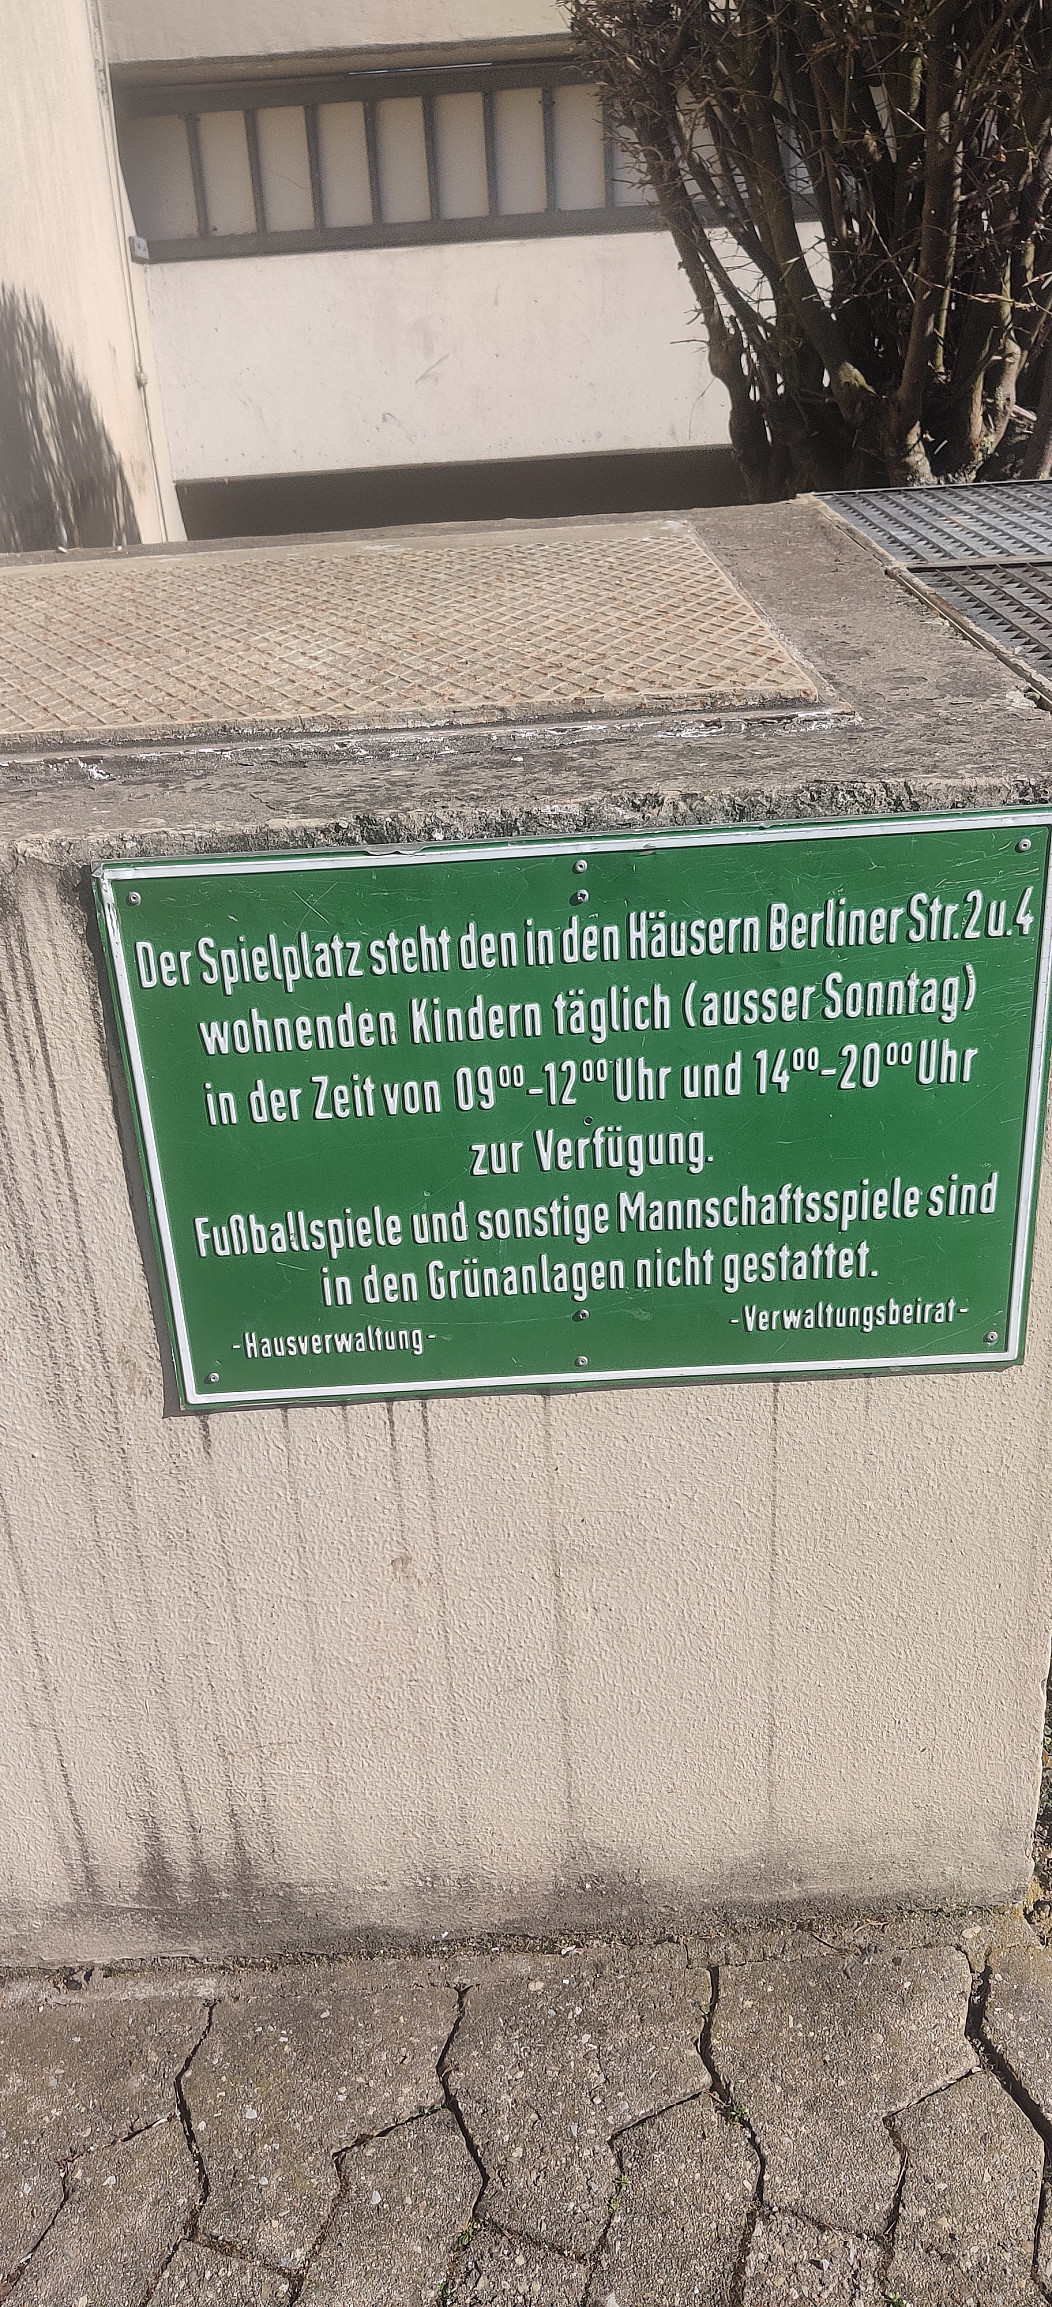 Der Spielplatz steht den in den Häusern Berliner Str. 2 u. 4
wohnenden Kindern täglich (ausser Sonntag)
in der Zeit von 09⁰⁰-12⁰⁰ Uhr und 14⁰⁰-20⁰⁰ Uhr
zur Verfügung.
Fußballspiele und sonstige Mannschaftsspiele sind
in den Grünanlagen nicht gestattet.
-Hausverwaltung- -Verwaltungsbeirat-